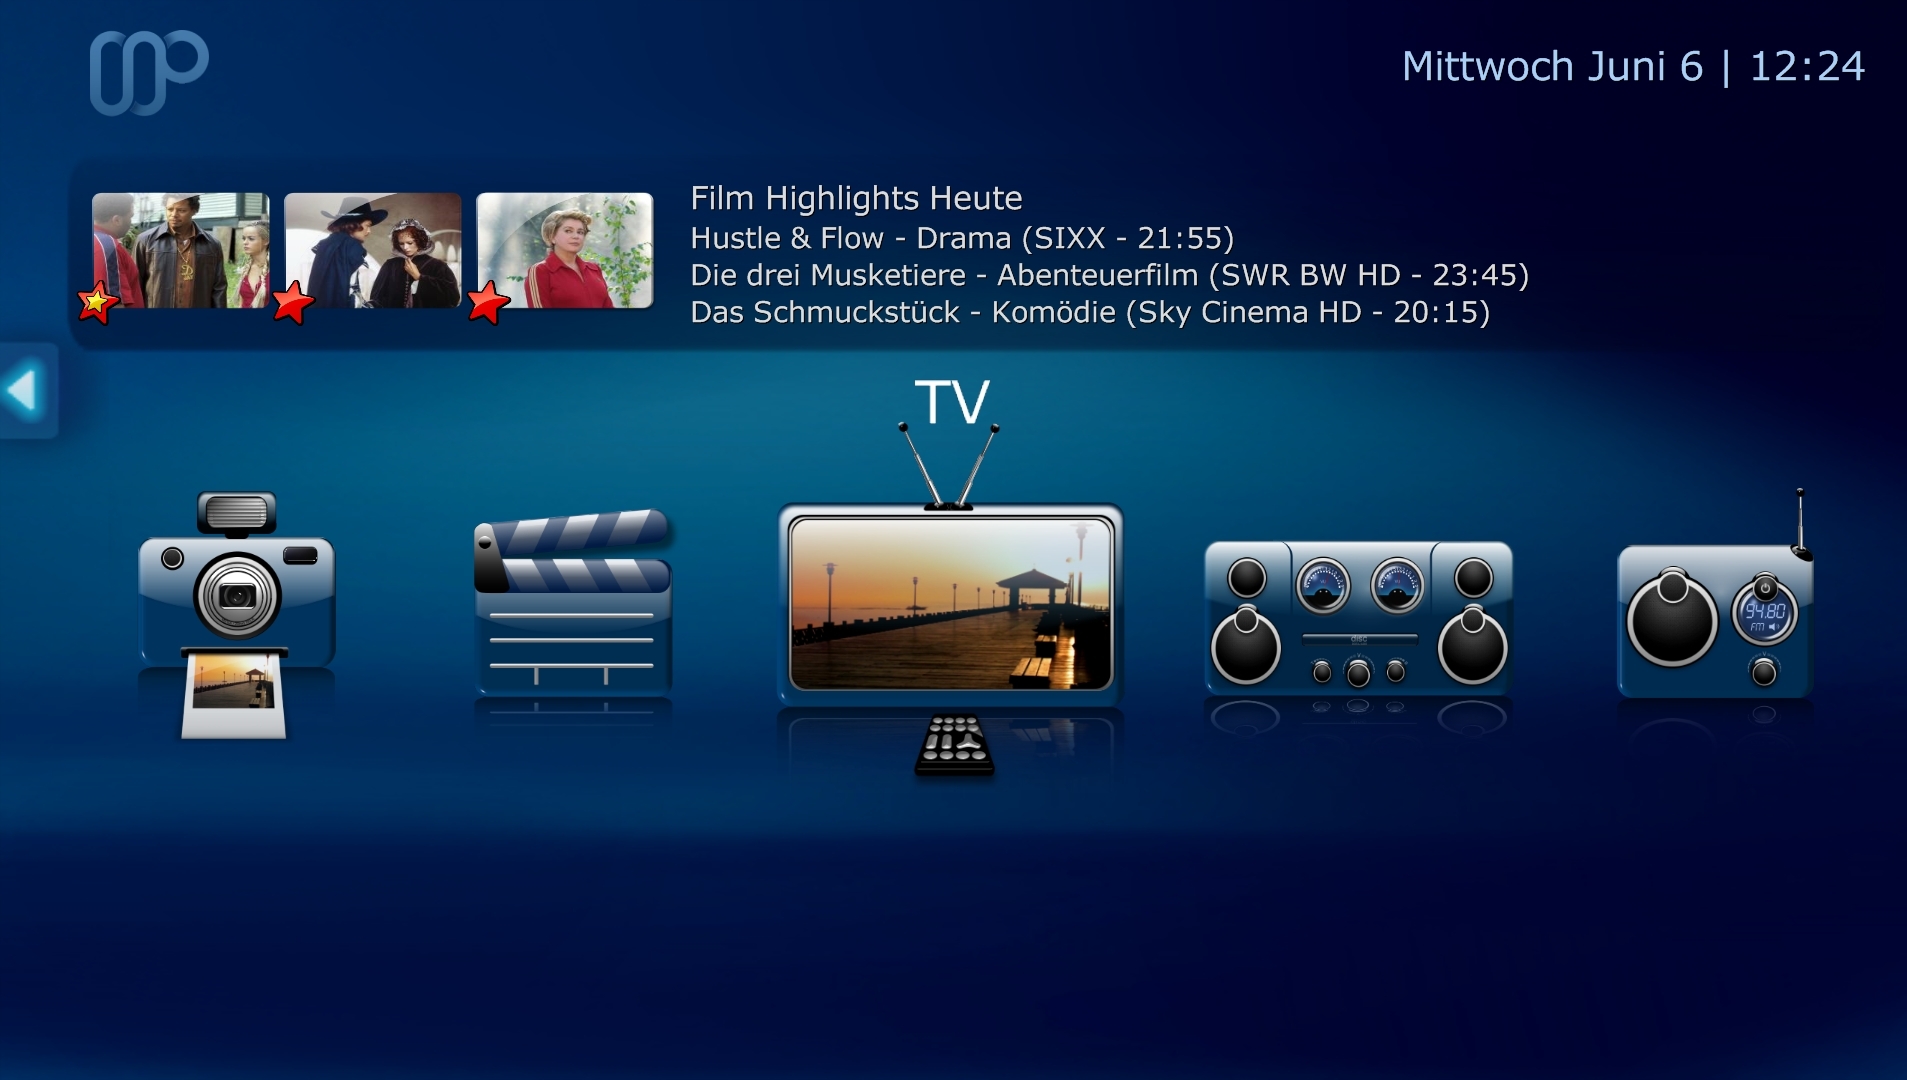 Mittwoch Juni 6 | 12:24
Film Highlights Heute
Hustle & Flow - Drama (SIXX - 21:55)
Die drei Musketiere - Abenteuerfilm (SWR BW HD - 23:45)
Das Schmuckstück - Komödie (Sky Cinema HD - 20:15)
TV
disc
94.80
FM